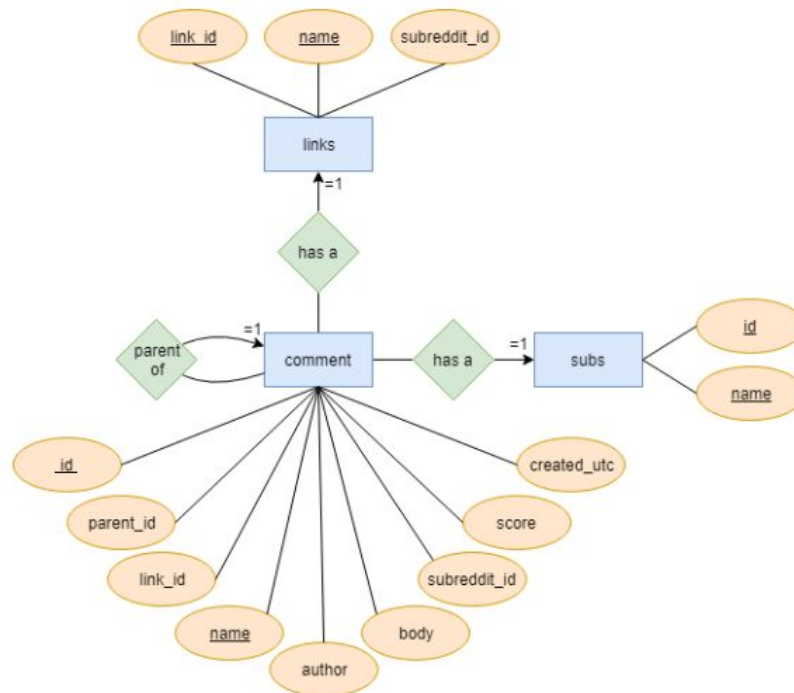 link_id
name
subreddit_id
links
=1
has a
=1
parent
of
comment
has a
=1
subs
id
name
id
created_utc
parent_id
score
link_id
subreddit_id
name
body
author